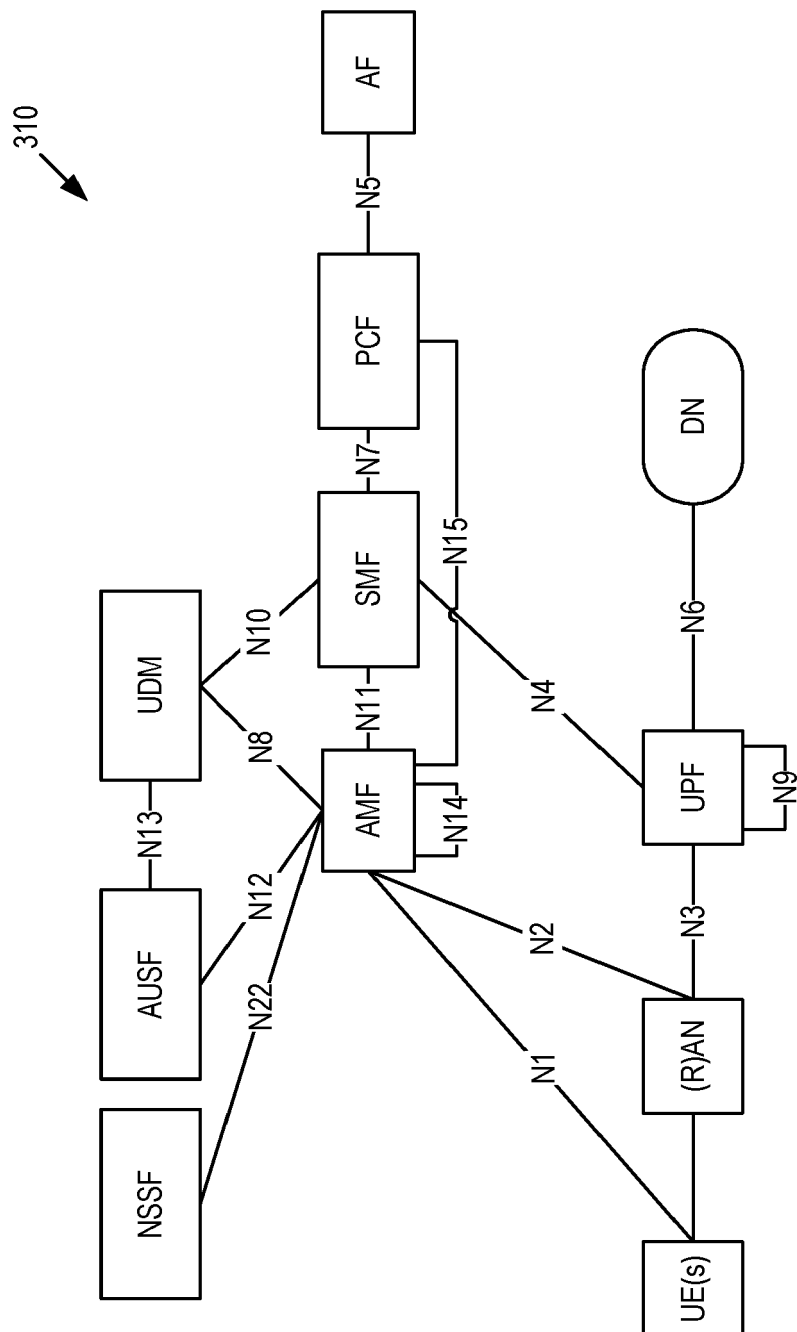 310
NSSF
AUSF
N13
UDM
N22
N12
N8
N10
AMF
N11
SMF
N7
PCF
N5
AF
N14
N15
N1
N2
N4
UE(s)
(R)AN
N3
UPF
N6
DN
N9